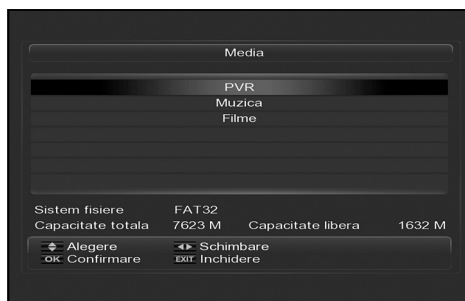 Media
PVR
Muzica
Filme
Sistem fisiere FAT32
Capacitate totala 7623 M Capacitate libera 1632 M
Alegere Schimbare
OK Confirmare EXIT Inchidere